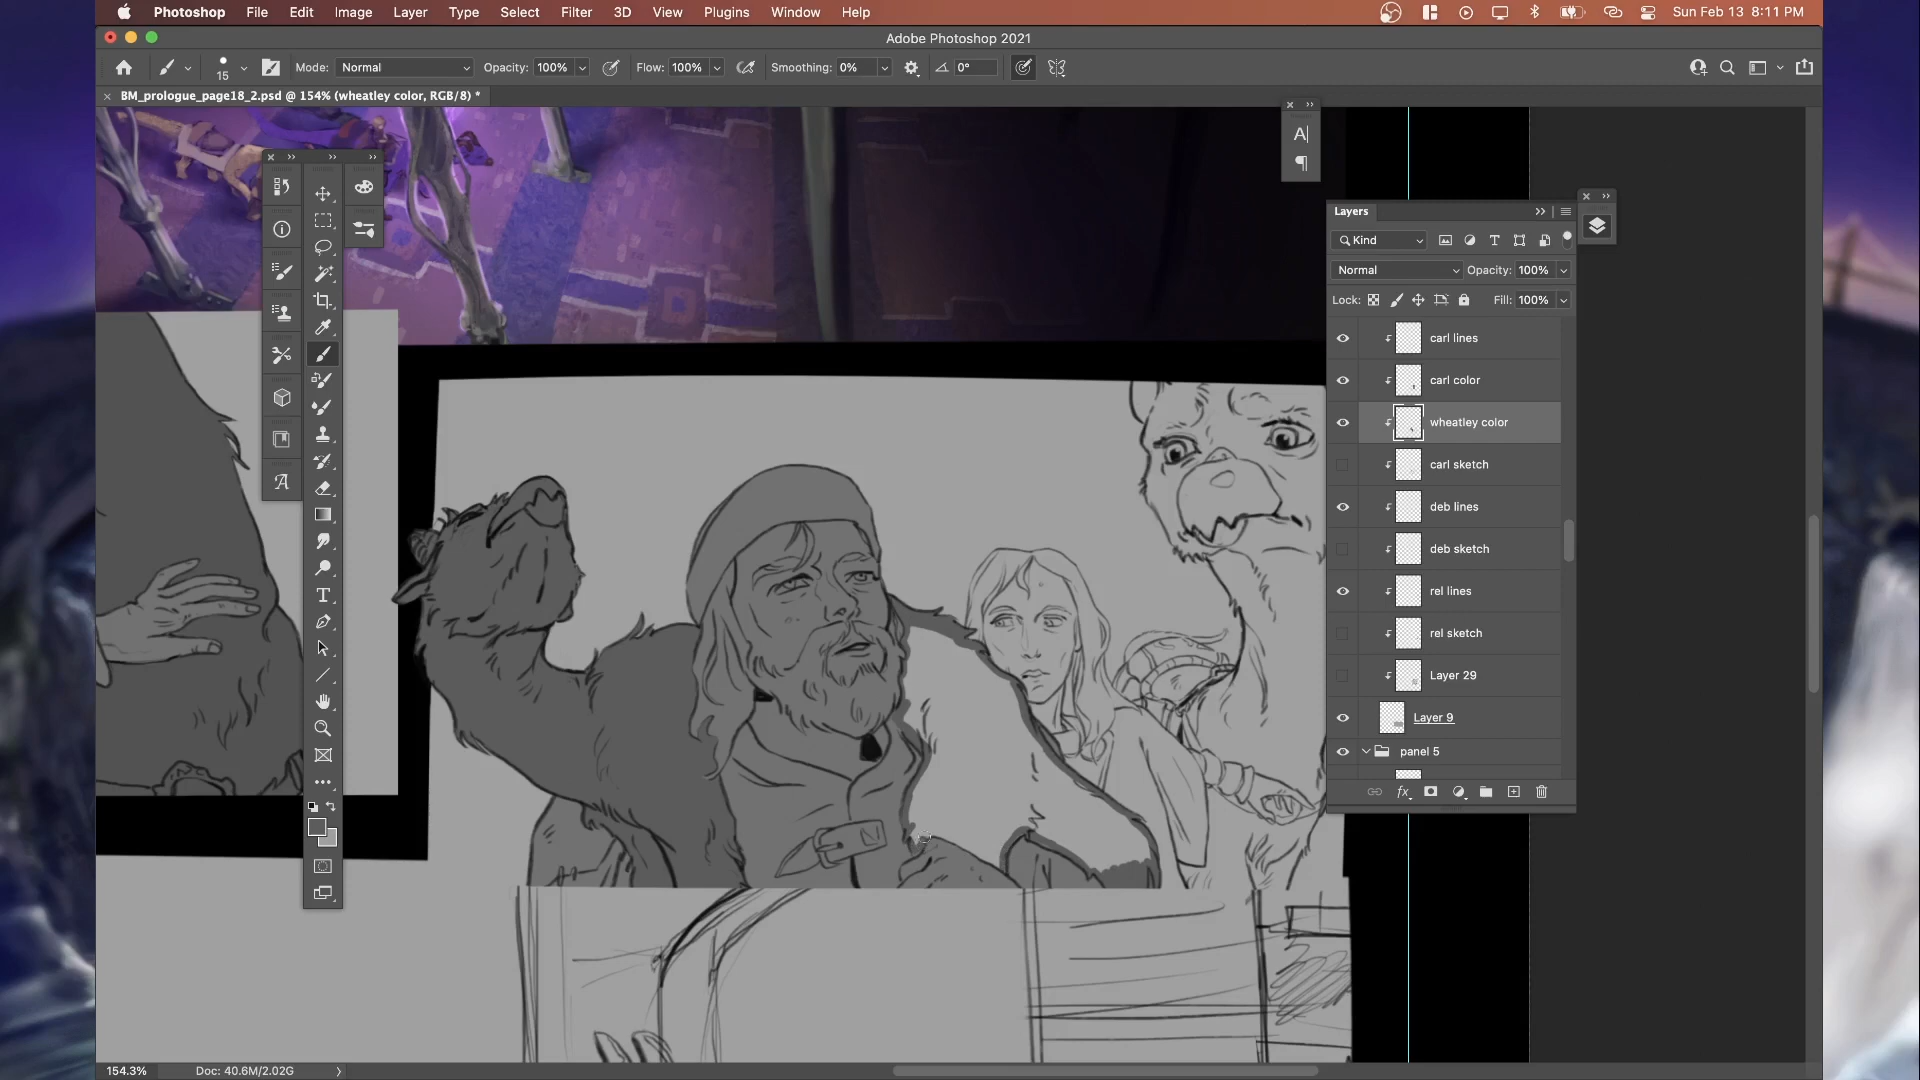 Photoshop File Edit Image Layer Type Select Filter 3D View Plugins Window Help Sun Feb 13 8:11 PM
Adobe Photoshop 2021
15 Mode: Normal Opacity: 100% Flow: 100% Smoothing: 0% 0°
BM_prologue_page18_2.psd @ 154% (wheatley color, RGB/8) *
A
Layers
Kind
Normal Opacity: 100%
Lock: Fill: 100%
carl lines
carl color
wheatley color
carl sketch
deb lines
deb sketch
rel lines
rel sketch
Layer 29
Layer 9
panel 5
fx
154.3% Doc: 40.6M/2.02G